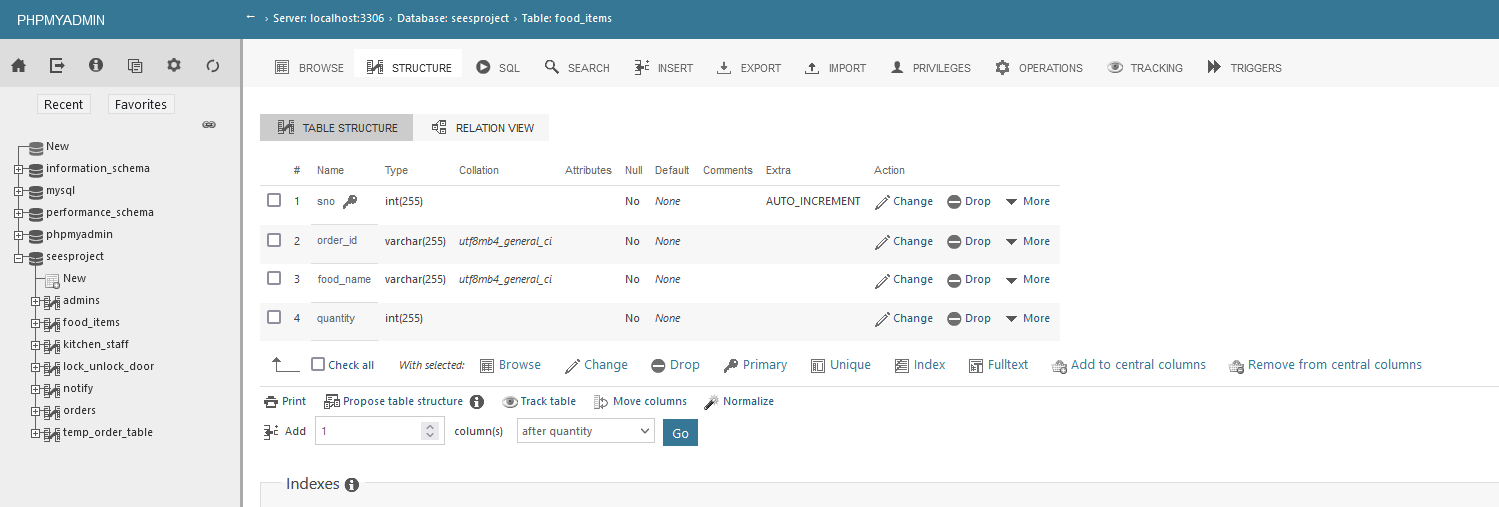 PHPMYADMIN
← › Server: localhost:3306 › Database: seesproject › Table: food_items
Recent Favorites
New
information_schema
mysql
performance_schema
phpmyadmin
seesproject
New
admins
food_items
kitchen_staff
lock_unlock_door
notify
orders
temp_order_table
BROWSE STRUCTURE SQL SEARCH INSERT EXPORT IMPORT PRIVILEGES OPERATIONS TRACKING TRIGGERS
TABLE STRUCTURE RELATION VIEW
# Name Type Collation Attributes Null Default Comments Extra Action
1 sno int(255) No None AUTO_INCREMENT Change Drop More
2 order_id varchar(255) utf8mb4_general_ci No None Change Drop More
3 food_name varchar(255) utf8mb4_general_ci No None Change Drop More
4 quantity int(255) No None Change Drop More
Check all With selected: Browse Change Drop Primary Unique Index Fulltext Add to central columns Remove from central columns
Print Propose table structure Track table Move columns Normalize
Add 1 column(s) after quantity Go
Indexes